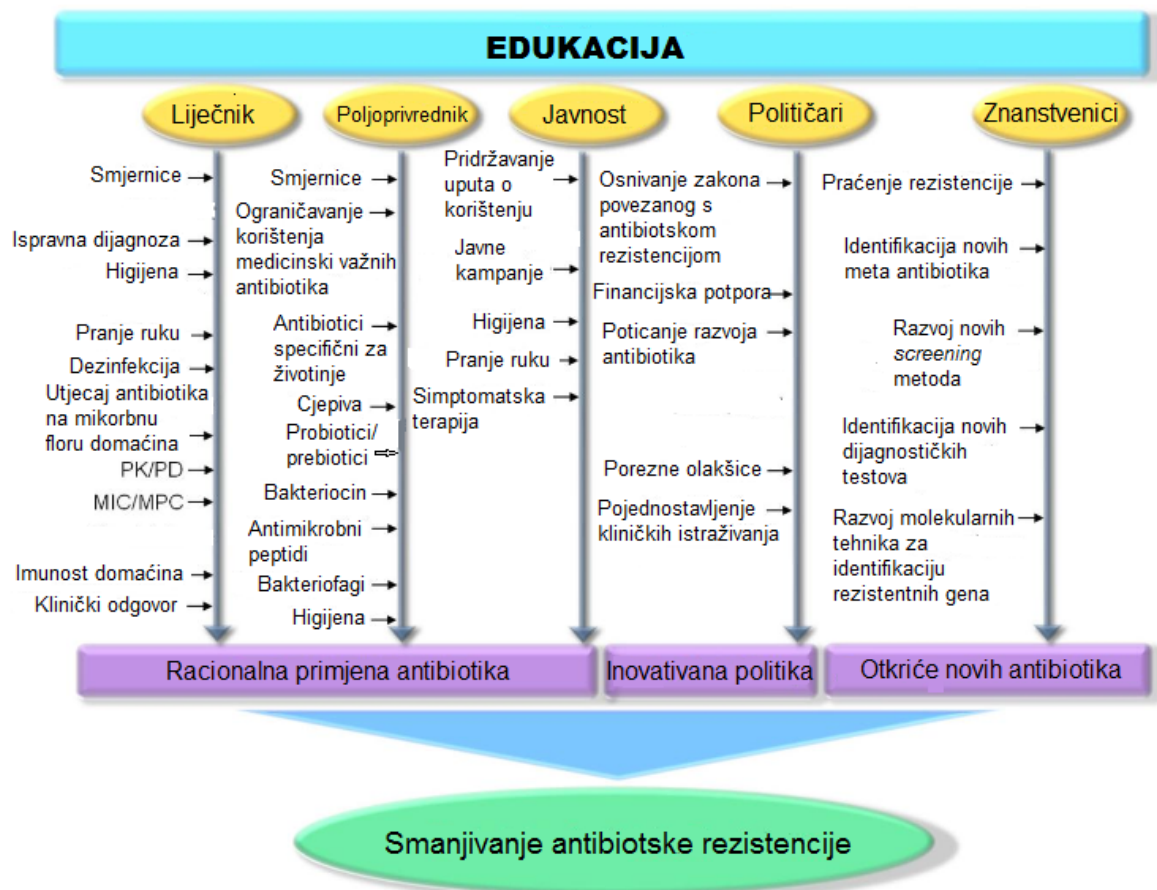 EDUKACIJA
Liječnik
Smjernice
Ispravna dijagnoza
Higijena
Pranje ruku
Dezinfekcija
Utjecaj antibiotika
na mikorbnu
floru domaćina
PK/PD
MIC/MPC
Imunost domaćina
Klinički odgovor
Poljoprivrednik
Smjernice
Ograničavanje
korištenja
medicinski važnih
antibiotika
Antibiotici
specifični za
životinje
Cjepiva
Probiotici/
prebiotici
Bakteriocin
Antimikrobni
peptidi
Bakteriofagi
Higijena
Javnost
Pridržavanje
uputa o
korištenju
Javne
kampanje
Higijena
Pranje ruku
Simptomatska
terapija
Političari
Osnivanje zakona
povezanog s
antibiotskom
rezistencijom
Financijska potpora
Poticanje razvoja
antibiotika
Porezne olakšice
Pojednostavljenje
kliničkih istraživanja
Znanstvenici
Praćenje rezistencije
Identifikacija novih
meta antibiotika
Razvoj novih
screening
metoda
Identifikacija novih
dijagnostičkih
testova
Razvoj molekularnih
tehnika za
identifikaciju
rezistentnih gena
Racionalna primjena antibiotika
Inovativana politika
Otkriće novih antibiotika
Smanjivanje antibiotske rezistencije